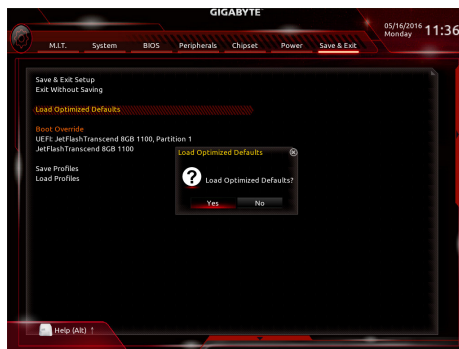 GIGABYTE
05/16/2016 11:36
Monday
M.I.T. System BIOS Peripherals Chipset Power Save & Exit
Save & Exit Setup
Exit Without Saving
Load Optimized Defaults
Boot Override
UEFI: JetFlashTranscend 8GB 1100, Partition 1
JetFlashTranscend 8GB 1100
Save Profiles
Load Profiles
Load Optimized Defaults
Load Optimized Defaults?
Yes No
Help (Alt) ↑